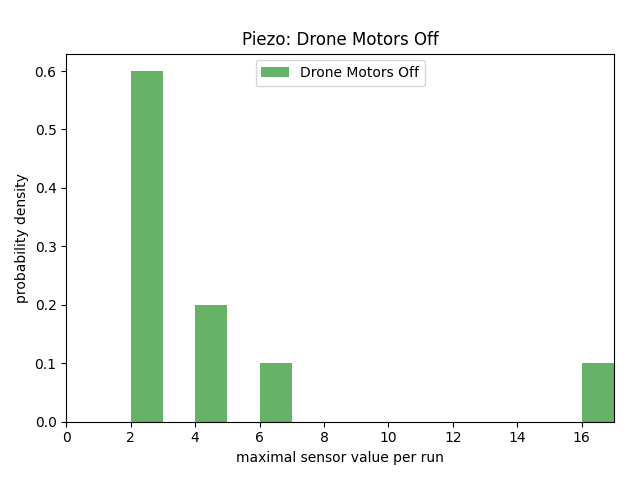 Piezo: Drone Motors Off
Drone Motors Off
probability density
0.6
0.5
0.4
0.3
0.2
0.1
0.0
0 2 4 6 8 10 12 14 16
maximal sensor value per run